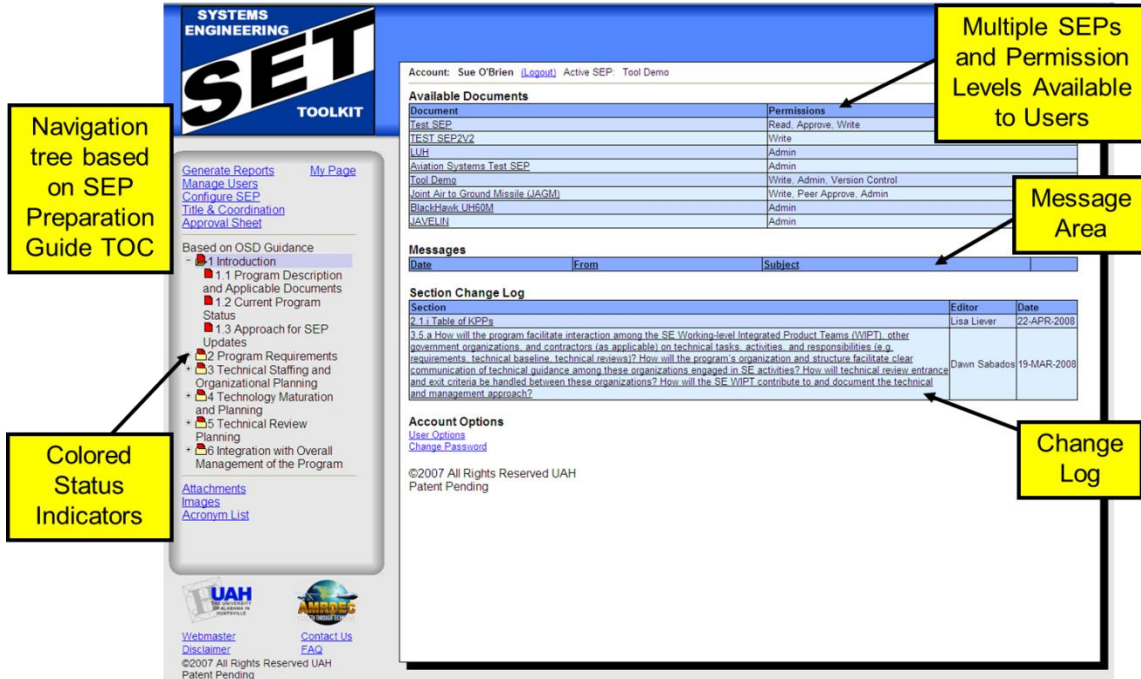 SYSTEMS
ENGINEERING
SET
TOOLKIT
Multiple SEPs
and Permission
Levels Available
to Users
Navigation
tree based
on SEP
Preparation
Guide TOC
Colored
Status
Indicators
Message
Area
Change
Log
Generate Reports My Page
Manage Users
Configure SEP
Title & Coordination
Approval Sheet
Based on OSD Guidance
1 Introduction
1.1 Program Description
and Applicable Documents
1.2 Current Program
Status
1.3 Approach for SEP
Updates
2 Program Requirements
3 Technical Staffing and
Organizational Planning
4 Technology Maturation
and Planning
5 Technical Review
Planning
6 Integration with Overall
Management of the Program
Attachments
Images
Acronym List
UAH
THE UNIVERSITY
OF ALABAMA IN
HUNTSVILLE
AMRDEC
Webmaster Contact Us
Disclaimer FAQ
©2007 All Rights Reserved UAH
Patent Pending
Account: Sue O'Brien (Logout) Active SEP: Tool Demo
Available Documents
Document Permissions
Test SEP Read, Approve, Write
TEST SEP2V2 Write
LUH Admin
Aviation Systems Test SEP Admin
Tool Demo Write, Admin, Version Control
Joint Air to Ground Missile (JAGM) Write, Peer Approve, Admin
BlackHawk UH60M Admin
JAVELIN Admin
Messages
Date From Subject
Section Change Log
Section Editor Date
2.1.i Table of KPPs Lisa Liever 22-APR-2008
3.5.a How will the program facilitate interaction among the SE Working-level Integrated Product Teams (WIPT), other
government organizations, and contractors (as applicable) on technical tasks, activities, and responsibilities (e.g.
requirements, technical baseline, technical reviews)? How will the program's organization and structure facilitate clear
communication of technical guidance among these organizations engaged in SE activities? How will technical review entrance
and exit criteria be handled between these organizations? How will the SE WIPT contribute to and document the technical
and management approach?
Dawn Sabados 19-MAR-2008
Account Options
User Options
Change Password
©2007 All Rights Reserved UAH
Patent Pending